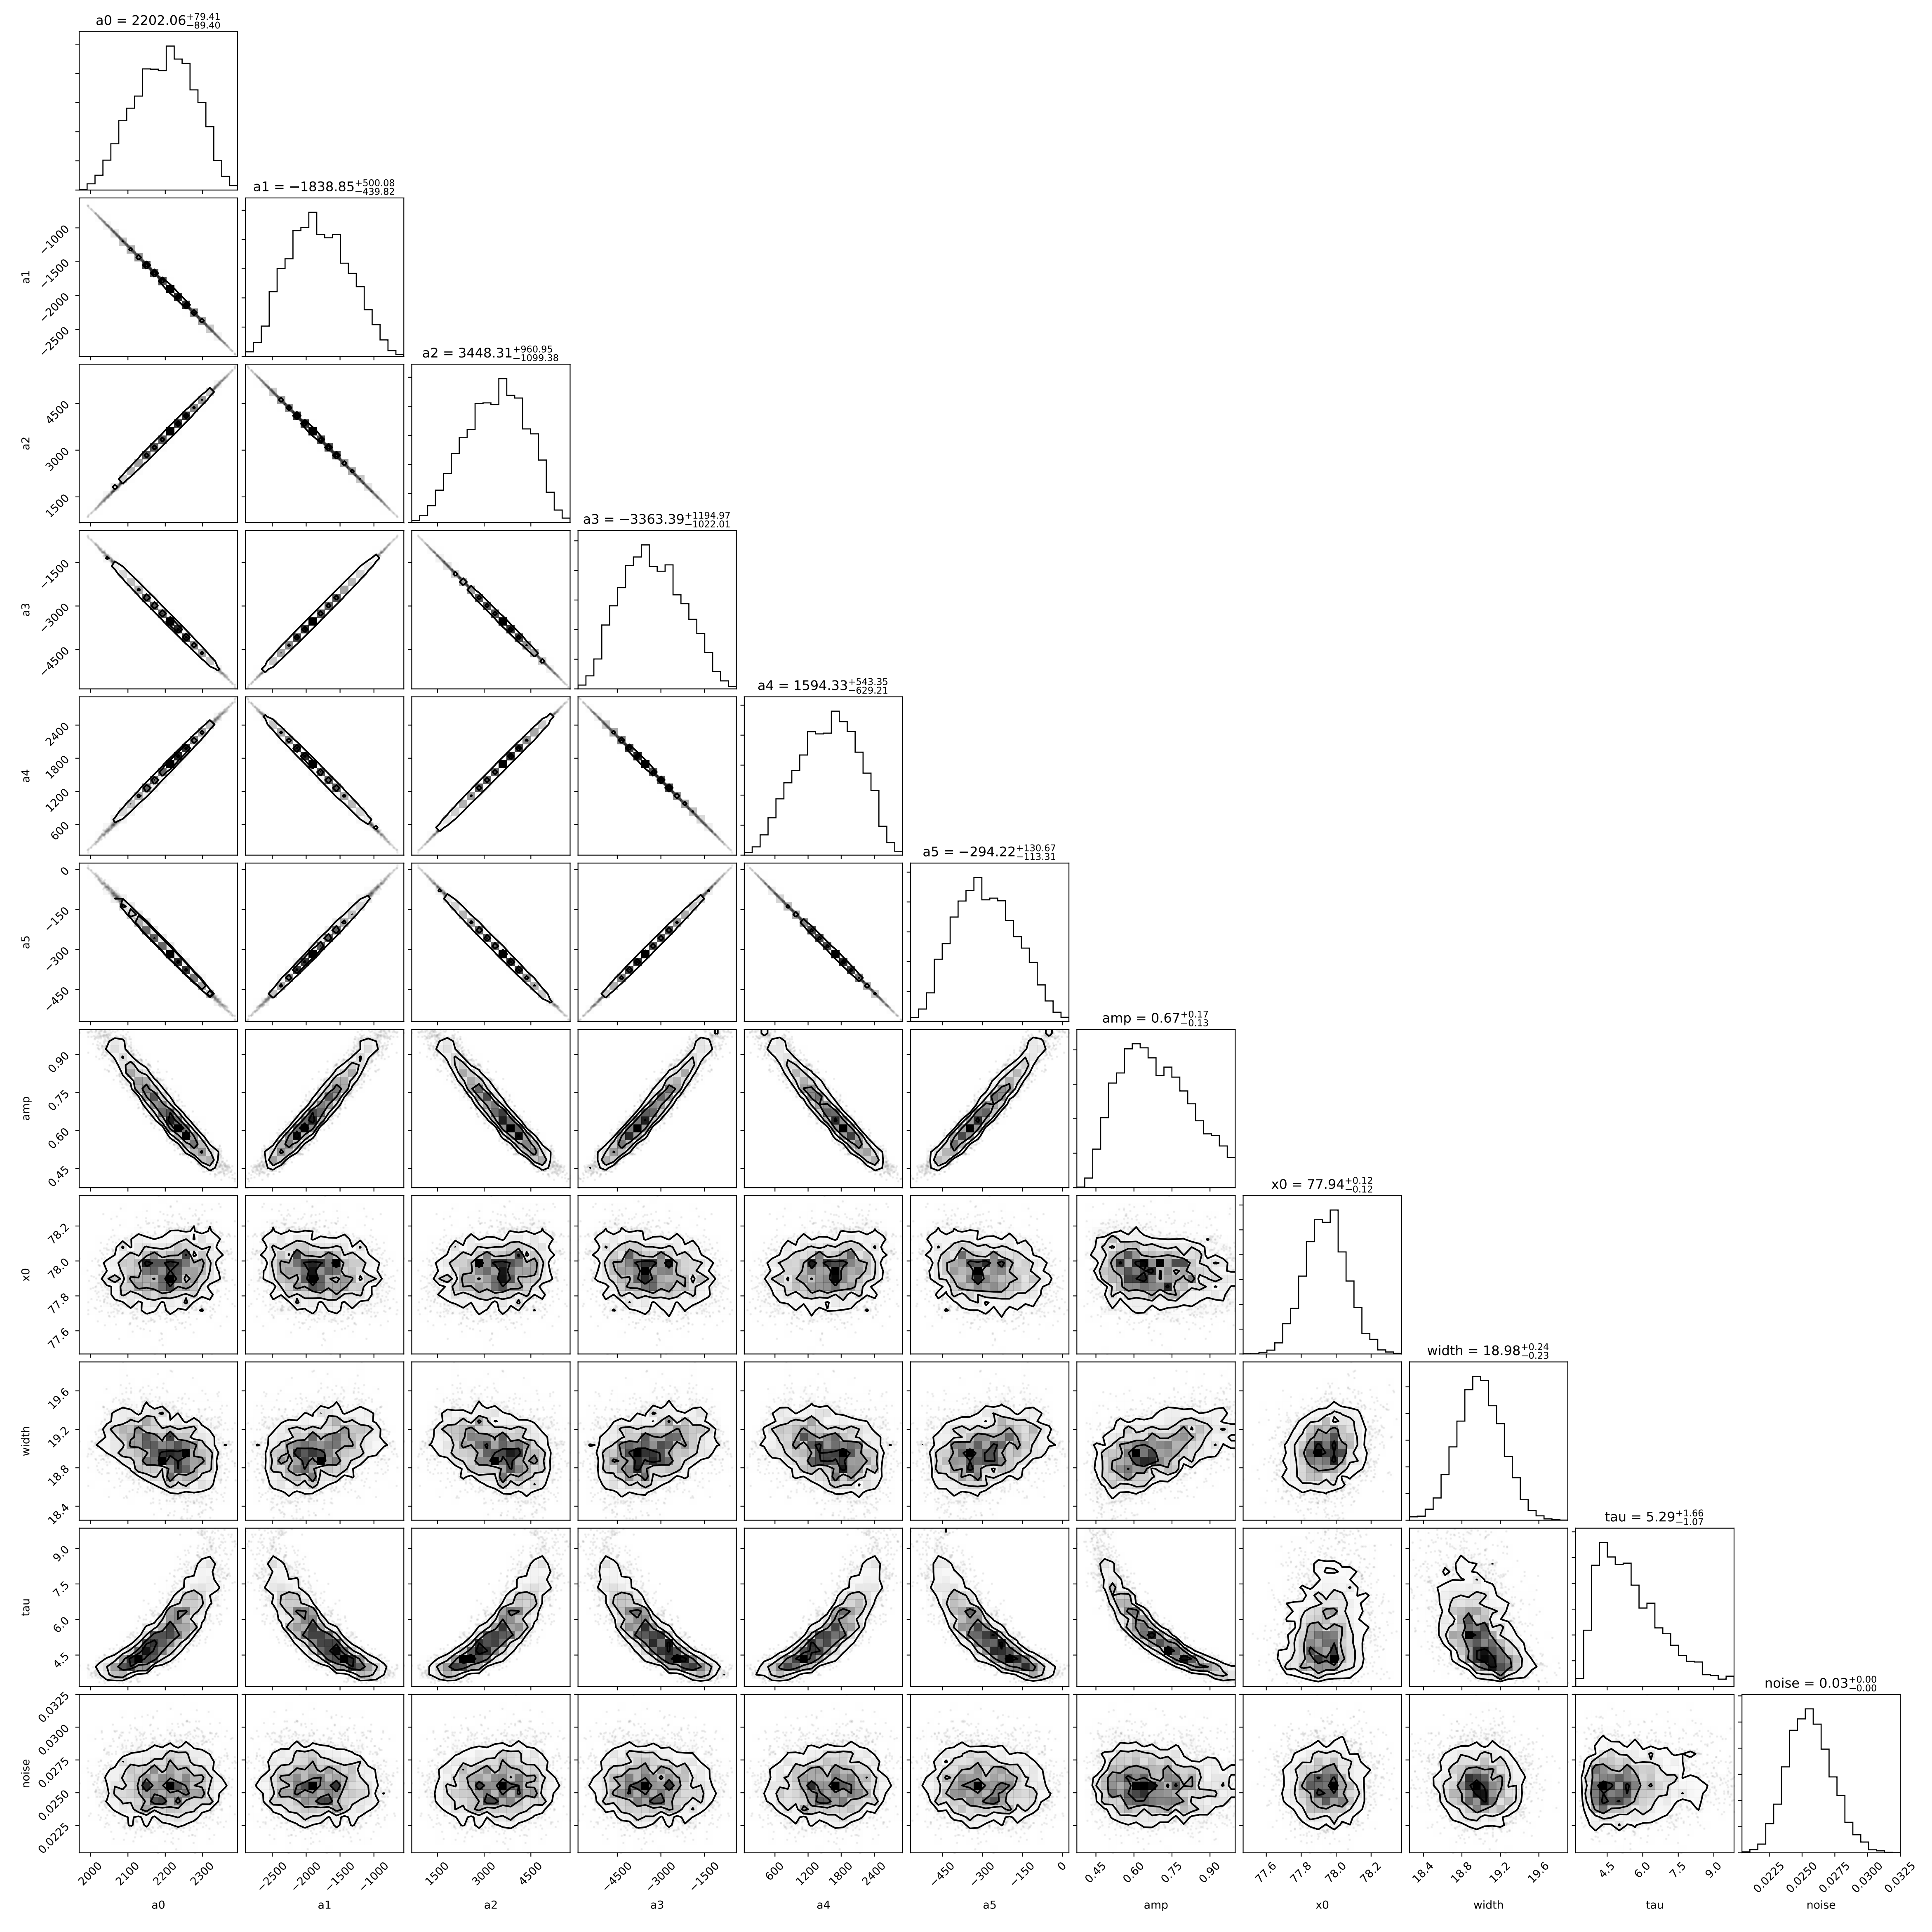 a0 = 2202.06+79.41−89.40
a1 = −1838.85+500.08−439.82
−1000
−1500
−2000
−2500
a1
a2 = 3448.31+960.95−1099.38
4500
3000
1500
a2
a3 = −3363.39+1194.97−1022.01
−1500
−3000
−4500
a3
a4 = 1594.33+543.35−629.21
2400
1800
1200
600
a4
a5 = −294.22+130.67−113.31
0
−150
−300
−450
a5
amp = 0.67+0.17−0.13
0.90
0.75
0.60
0.45
amp
x0 = 77.94+0.12−0.12
78.2
78.0
77.8
77.6
x0
width = 18.98+0.24−0.23
19.6
19.2
18.8
18.4
width
tau = 5.29+1.66−1.07
9.0
7.5
6.0
4.5
tau
noise = 0.03+0.00−0.00
0.0325
0.0300
0.0275
0.0250
0.0225
noise
2000 2100 2200 2300 −2500 −2000 −1500 −1000 1500 3000 4500 −4500 −3000 −1500 600 1200 1800 2400 −450 −300 −150 0 0.45 0.60 0.75 0.90 77.6 77.8 78.0 78.2 18.4 18.8 19.2 19.6 4.5 6.0 7.5 9.0 0.0225 0.0250 0.0275 0.0300 0.0325
a0 a1 a2 a3 a4 a5 amp x0 width tau noise